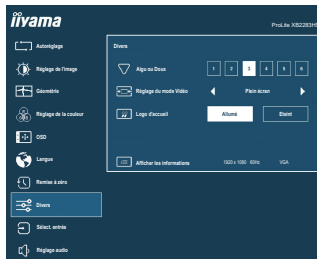 iiyama
ProLite XB2283HS
Autoréglage
Réglage de l'image
Géométrie
Réglage de la couleur
OSD
Langue
Remise à zéro
Divers
Sélect. entrée
Réglage audio
Divers
Aigu ou Doux 1 2 3 4 5 6
Réglage du mode Vidéo Plein écran
Logo d'accueil Allumé Eteint
Afficher les informations 1920 x 1080 60Hz VGA